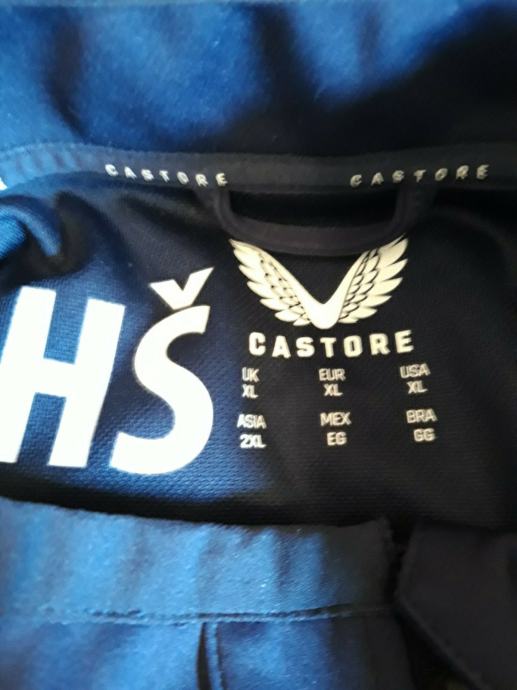 CASTORE CASTORE
HŠ
CASTORE
UK EUR USA
XL XL XL
ASIA MEX BRA
2XL EG GG